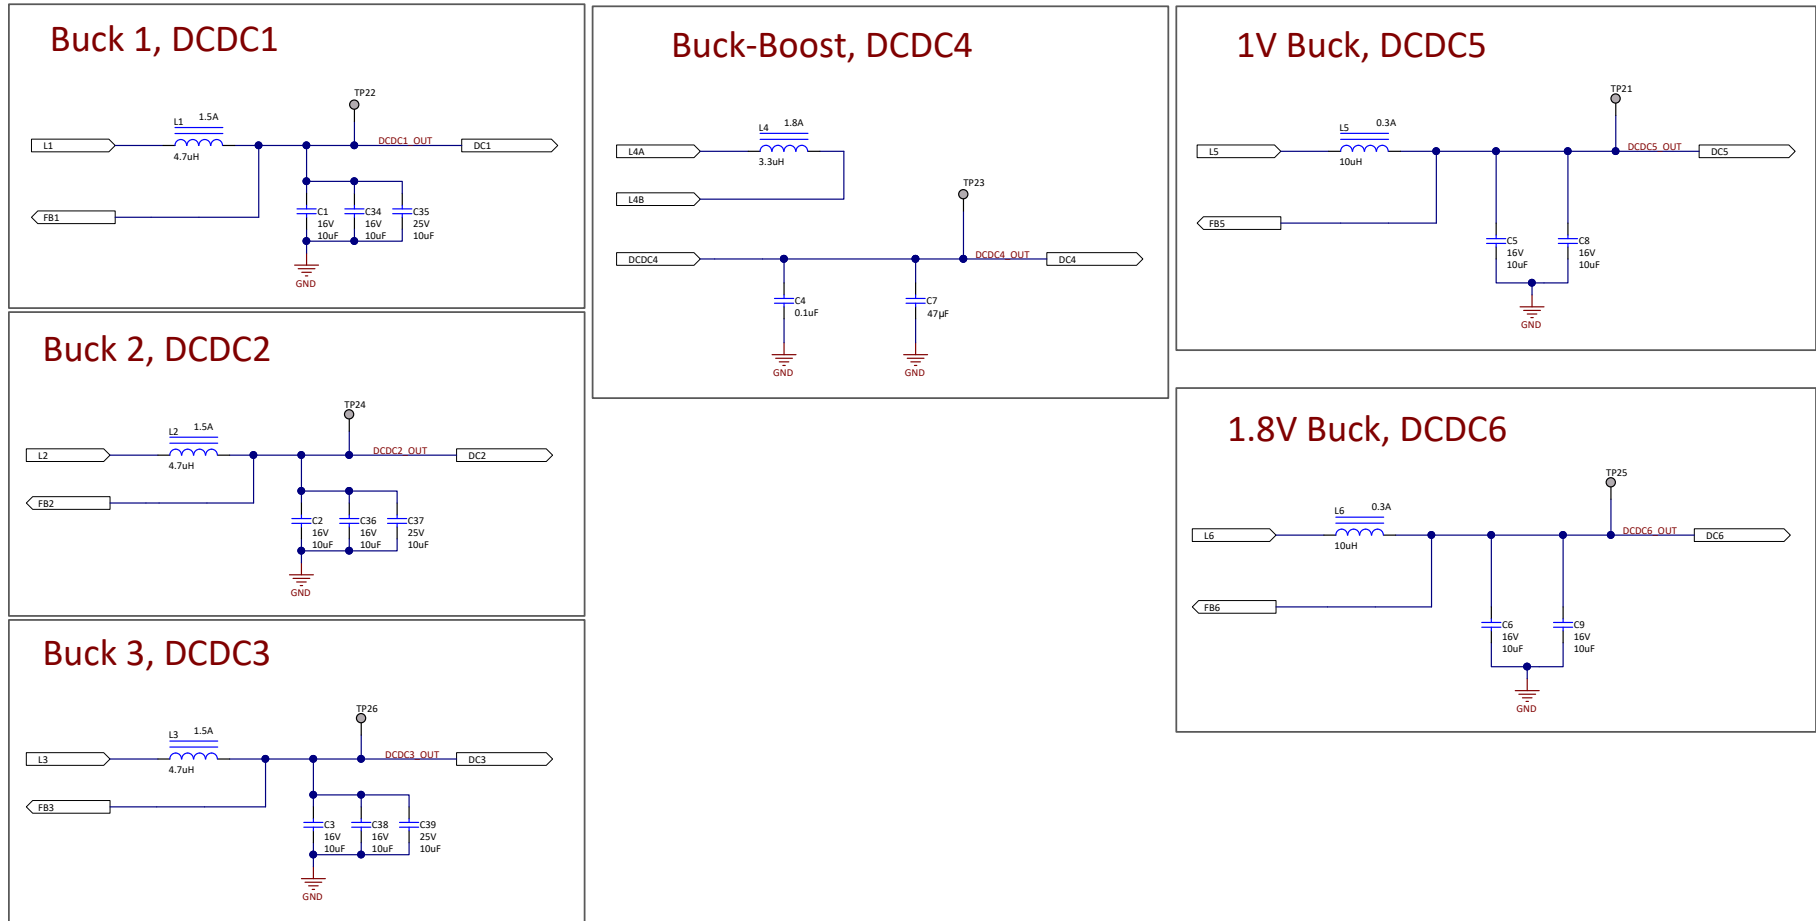 Buck 1, DCDC1
TP22
L1 1.5A
L1
4.7uH
DCDC1_OUT
DC1
FB1
C1
16V
10uF
C34
16V
10uF
C35
25V
10uF
GND
Buck 2, DCDC2
TP24
L2 1.5A
L2
4.7uH
DCDC2_OUT
DC2
FB2
C2
16V
10uF
C36
16V
10uF
C37
25V
10uF
GND
Buck 3, DCDC3
TP26
L3 1.5A
L3
4.7uH
DCDC3_OUT
DC3
FB3
C3
16V
10uF
C38
16V
10uF
C39
25V
10uF
GND
Buck-Boost, DCDC4
L4 1.8A
L4A
3.3uH
L4B
TP23
DCDC4
DCDC4_OUT
DC4
C4
0.1uF
C7
47µF
GND
GND
1V Buck, DCDC5
TP21
L5 0.3A
L5
10uH
DCDC5_OUT
DC5
FB5
C5
16V
10uF
C8
16V
10uF
GND
1.8V Buck, DCDC6
TP25
L6 0.3A
L6
10uH
DCDC6_OUT
DC6
FB6
C6
16V
10uF
C9
16V
10uF
GND